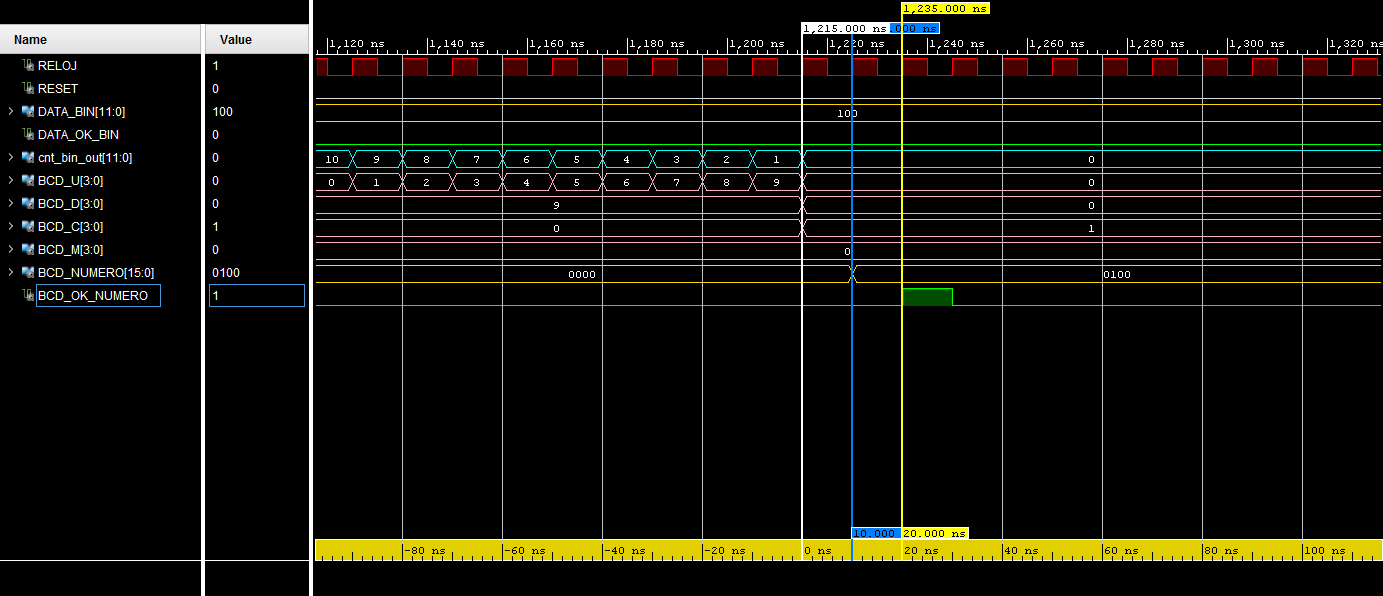 1,235.000 ns
1,215.000 ns 000 ns
Name Value 1,120 ns 1,140 ns 1,160 ns 1,180 ns 1,200 ns 1,220 ns 1,240 ns 1,260 ns 1,280 ns 1,300 ns 1,320 ns
RELOJ 1
RESET 0
DATA_BIN[11:0] 100 100
DATA_OK_BIN 0
cnt_bin_out[11:0] 0 10 9 8 7 6 5 4 3 2 1 0
BCD_U[3:0] 0 0 1 2 3 4 5 6 7 8 9 0
BCD_D[3:0] 0 9 0
BCD_C[3:0] 1 0 1
BCD_M[3:0] 0 0
BCD_NUMERO[15:0] 0100 0000 0100
BCD_OK_NUMERO 1
10.000 20.000 ns
-80 ns -60 ns -40 ns -20 ns 0 ns 20 ns 40 ns 60 ns 80 ns 100 ns